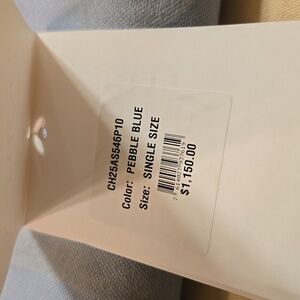 CH25AS546P10
Color: PEBBLE BLUE
Size: SINGLE SIZE
$1,150.00